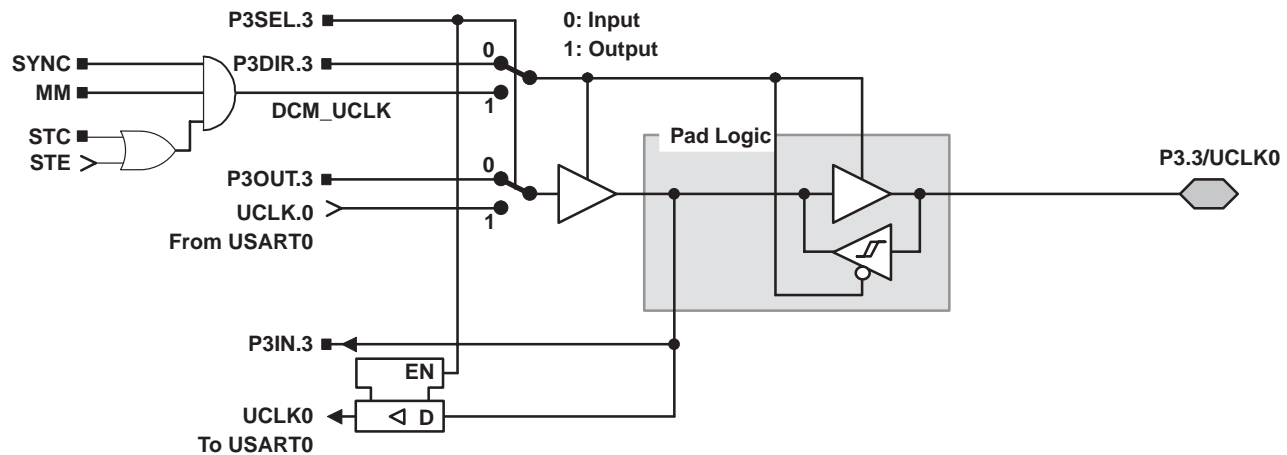 P3SEL.3
0: Input
1: Output
SYNC
P3DIR.3
0
MM
1
DCM_UCLK
STC
STE
Pad Logic
P3.3/UCLK0
P3OUT.3
0
UCLK.0
1
From USART0
P3IN.3
EN
UCLK0
D
To USART0